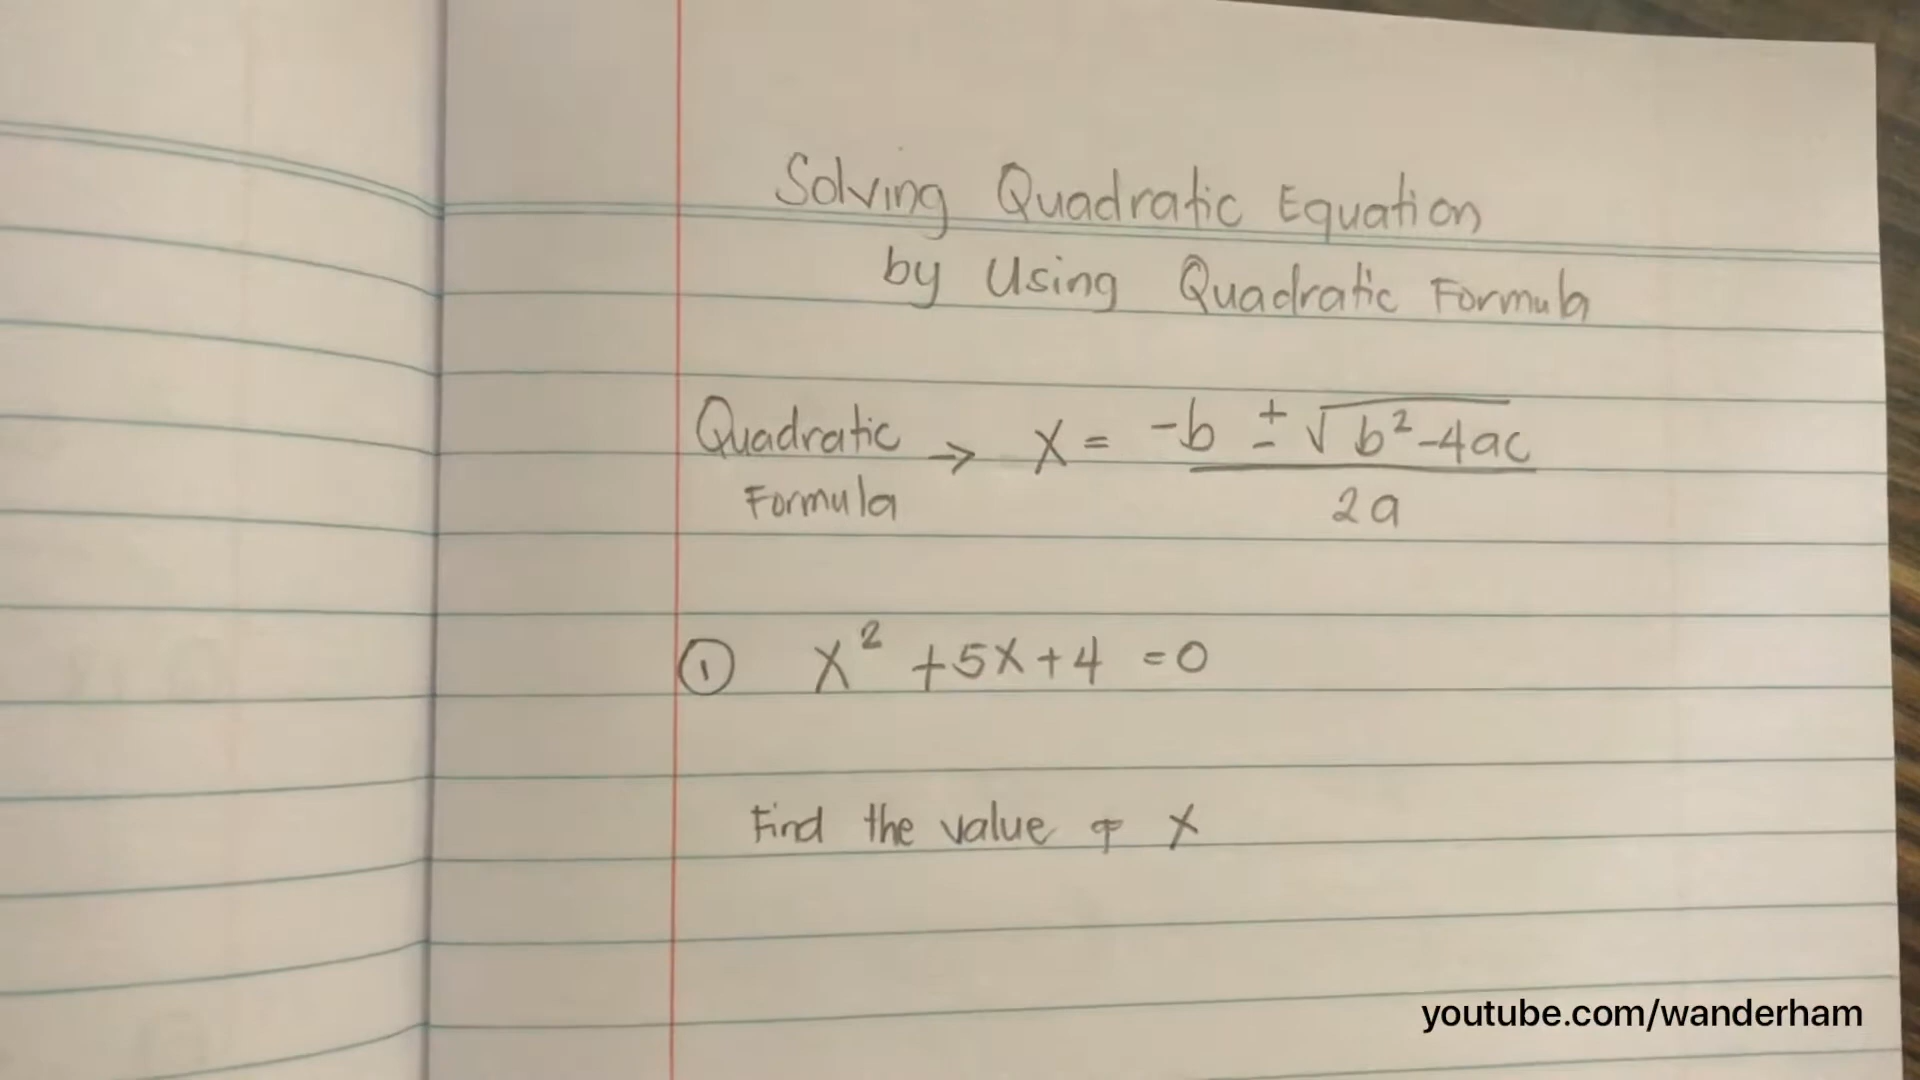 Solving Quadratic Equation
by Using Quadratic Formula
Quadratic Formula → X = -b ± √b²-4ac / 2a
① X² +5X+4 =0
Find the value of X
youtube.com/wanderham